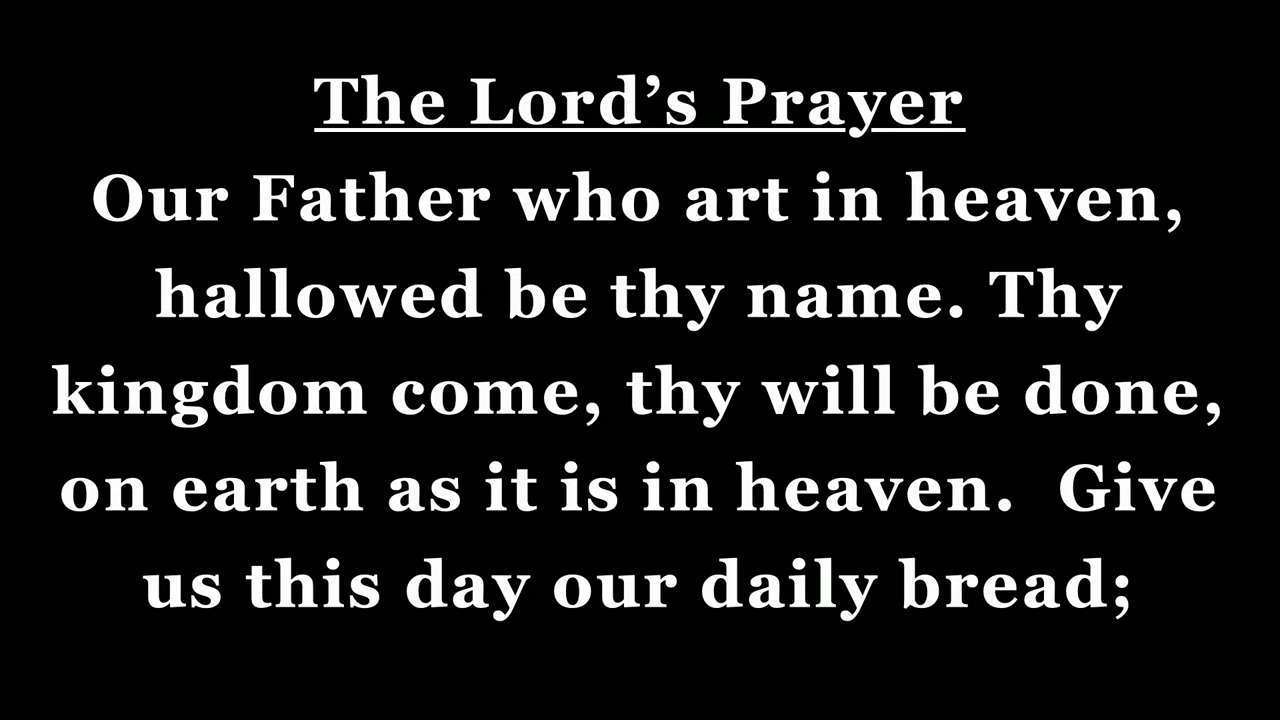 The Lord’s Prayer
Our Father who art in heaven,
hallowed be thy name. Thy
kingdom come, thy will be done,
on earth as it is in heaven.  Give
us this day our daily bread;